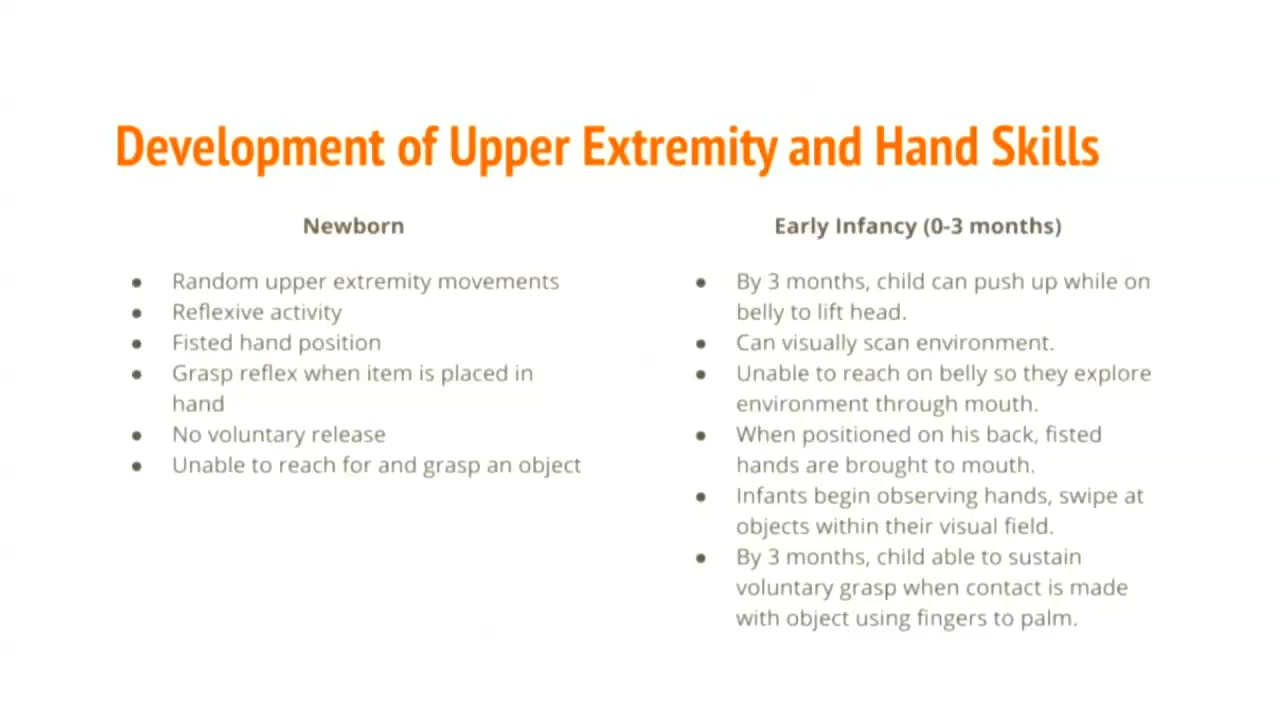 Development of Upper Extremity and Hand Skills
Newborn
● Random upper extremity movements
● Reflexive activity
● Fisted hand position
● Grasp reflex when item is placed in
hand
● No voluntary release
● Unable to reach for and grasp an object
Early Infancy (0-3 months)
● By 3 months, child can push up while on
belly to lift head.
● Can visually scan environment.
● Unable to reach on belly so they explore
environment through mouth.
● When positioned on his back, fisted
hands are brought to mouth.
● Infants begin observing hands, swipe at
objects within their visual field.
● By 3 months, child able to sustain
voluntary grasp when contact is made
with object using fingers to palm.